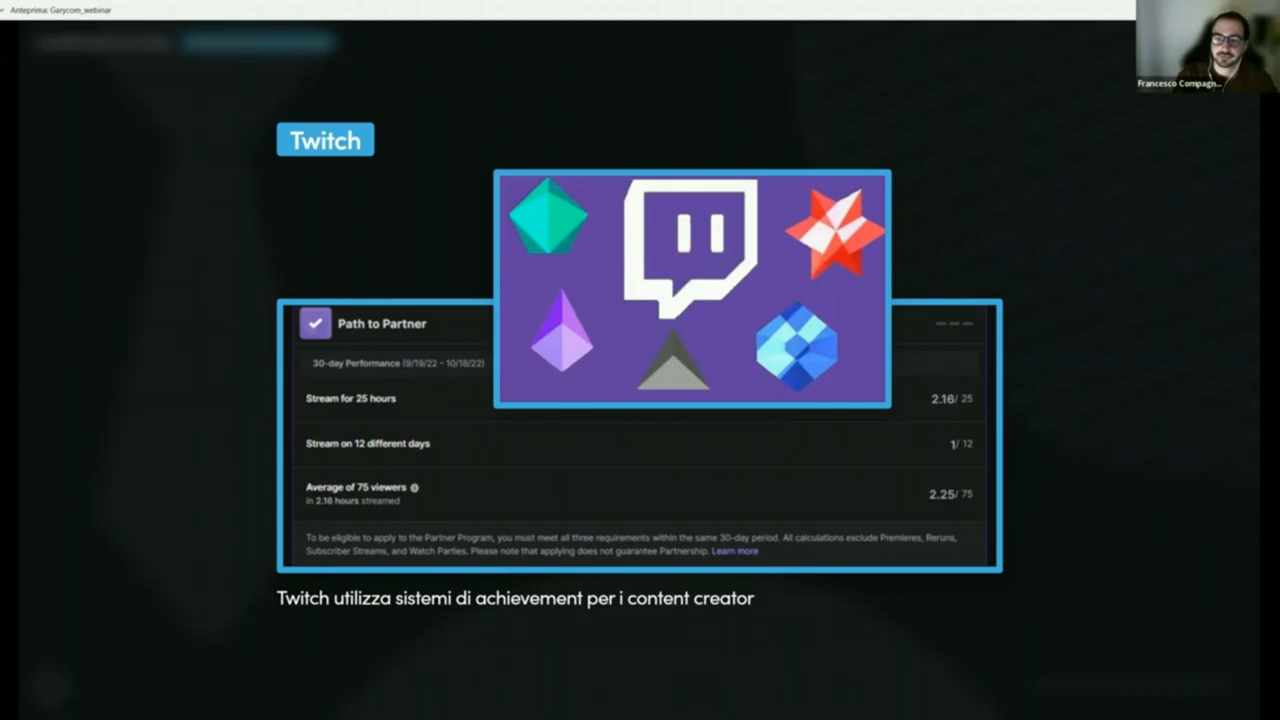 Anteprima: Garycom_webinar
Francesco Compagn...
Twitch
Path to Partner
30-day Performance (9/19/22 - 10/18/22)
Stream for 25 hours
2.16/ 25
Stream on 12 different days
1/ 12
Average of 75 viewers
in 2.16 hours streamed
2.25/ 75
To be eligible to apply to the Partner Program, you must meet all three requirements within the same 30-day period. All calculations exclude Premieres, Reruns,
Subscriber Streams, and Watch Parties. Please note that applying does not guarantee Partnership. Learn more
Twitch utilizza sistemi di achievement per i content creator